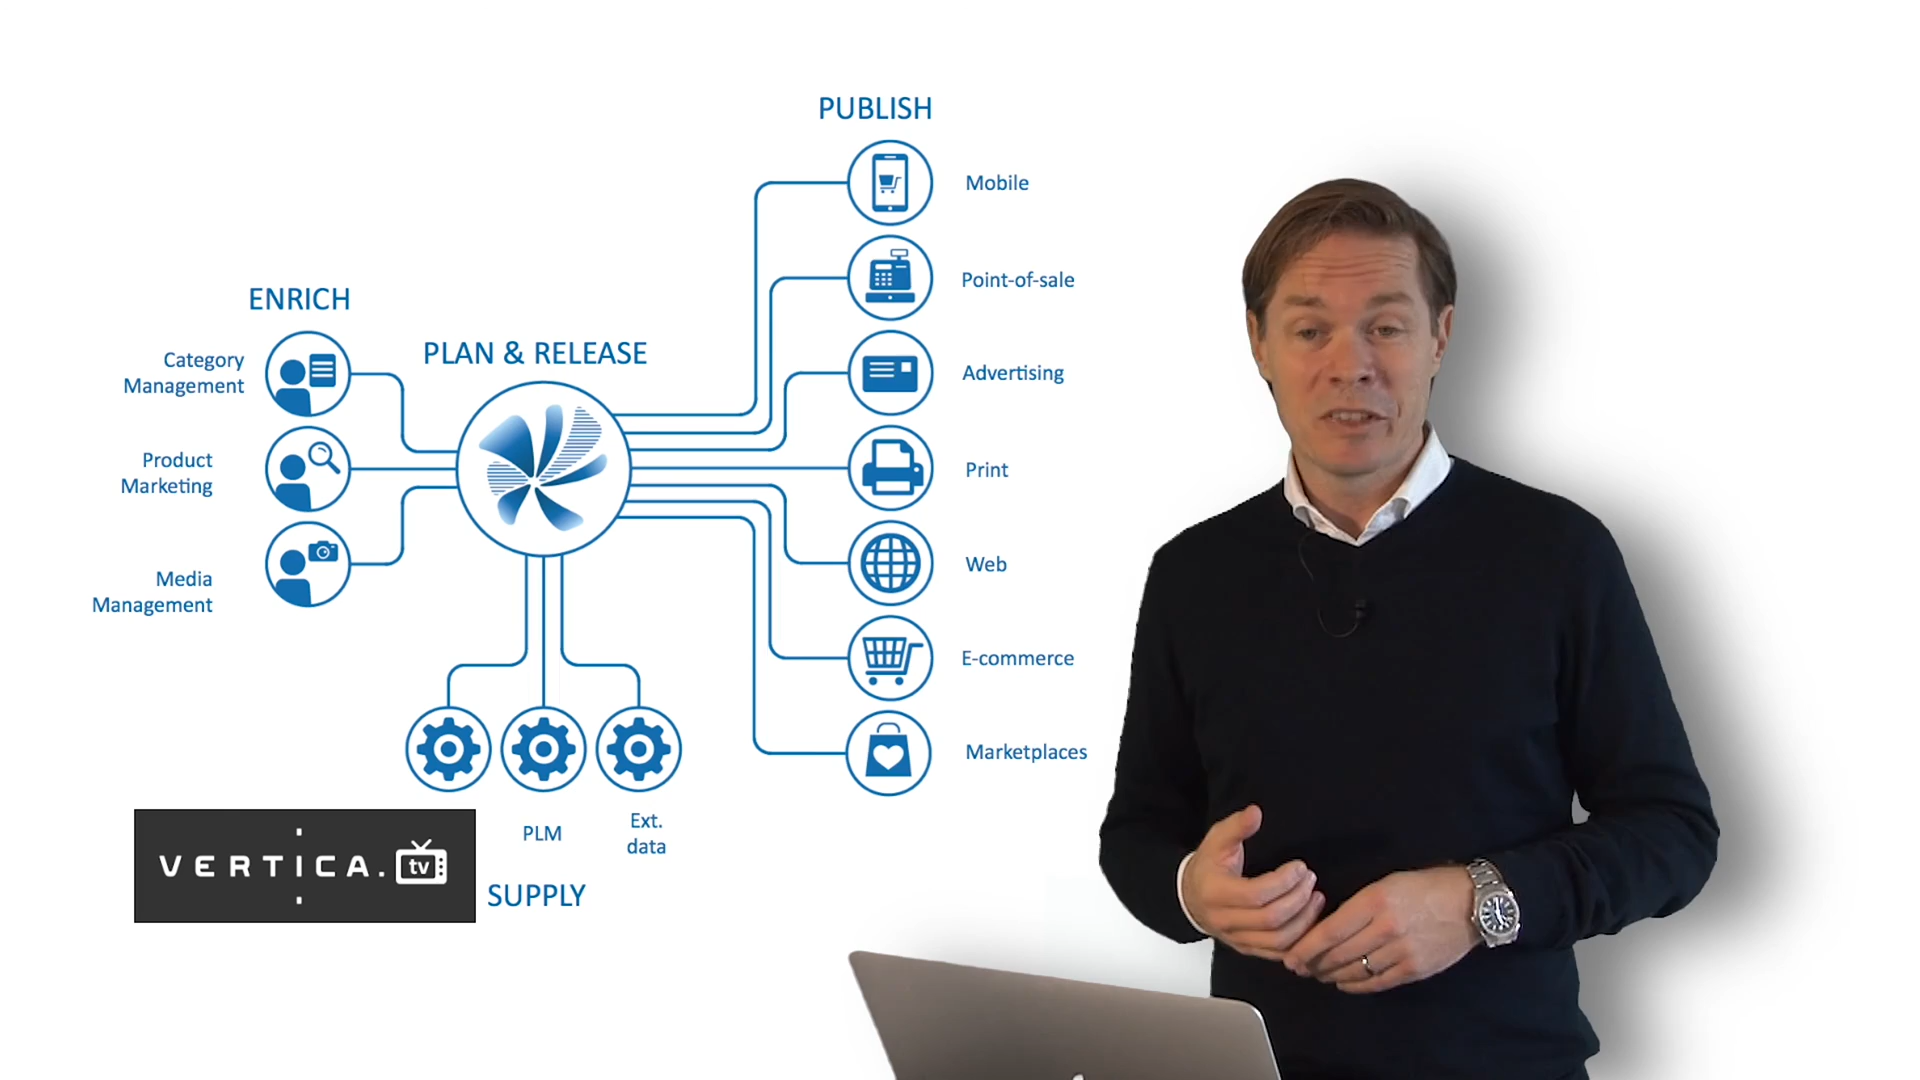 PUBLISH
Mobile
Point-of-sale
Advertising
Print
Web
E-commerce
Marketplaces
ENRICH
Category
Management
Product
Marketing
Media
Management
PLAN & RELEASE
PLM
Ext.
data
SUPPLY
VERTICA.tv